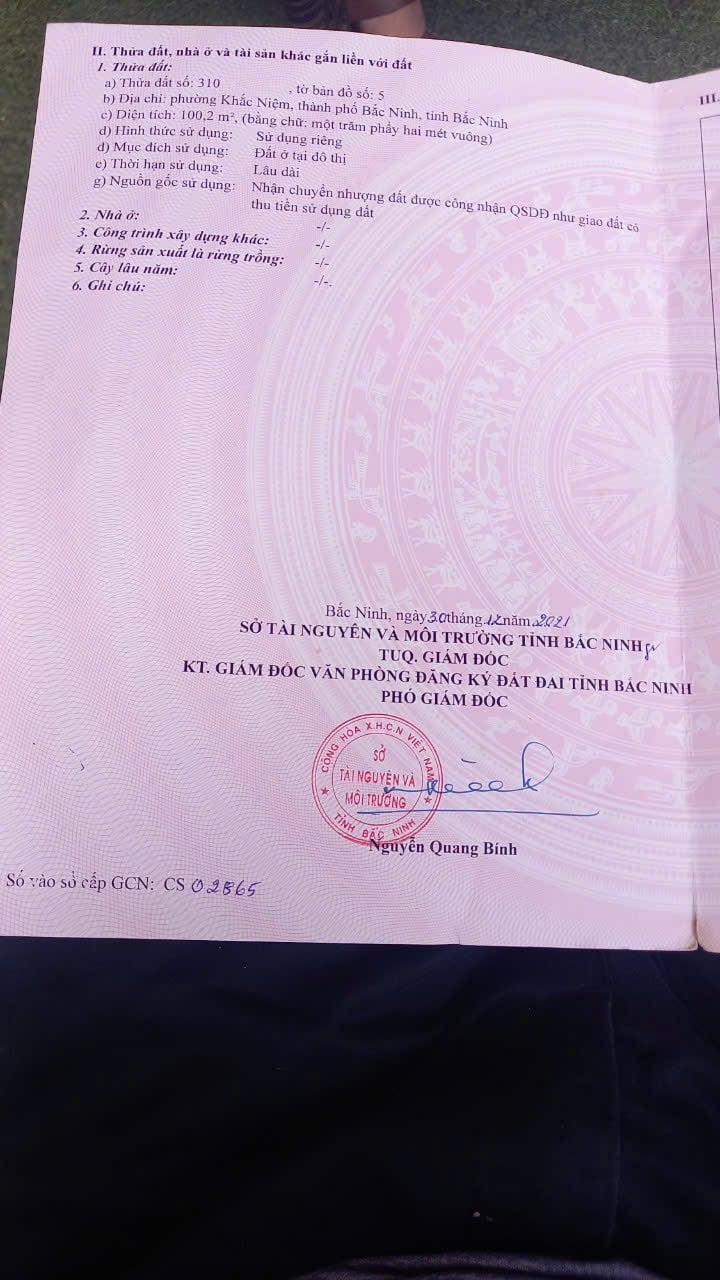 II. Thửa đất, nhà ở và tài sản khác gắn liền với đất
1. Thửa đất:
a) Thửa đất số: 310 , tờ bản đồ số: 5
b) Địa chỉ: phường Khắc Niệm, thành phố Bắc Ninh, tỉnh Bắc Ninh
c) Diện tích: 100,2 m², (bằng chữ: một trăm phẩy hai mét vuông)
d) Hình thức sử dụng: Sử dụng riêng
đ) Mục đích sử dụng: Đất ở tại đô thị
e) Thời hạn sử dụng: Lâu dài
g) Nguồn gốc sử dụng: Nhận chuyển nhượng đất được công nhận QSDĐ như giao đất có
thu tiền sử dụng đất
2. Nhà ở: -/-
3. Công trình xây dựng khác: -/-
4. Rừng sản xuất là rừng trồng: -/-
5. Cây lâu năm: -/-.
6. Ghi chú:
III.
Bắc Ninh, ngày 30 tháng 12 năm 2021
SỞ TÀI NGUYÊN VÀ MÔI TRƯỜNG TỈNH BẮC NINH
TUQ. GIÁM ĐỐC
KT. GIÁM ĐỐC VĂN PHÒNG ĐĂNG KÝ ĐẤT ĐAI TỈNH BẮC NINH
PHÓ GIÁM ĐỐC
CỘNG HÒA X.H.C.N VIỆT NAM
SỞ
TÀI NGUYÊN VÀ
MÔI TRƯỜNG
TỈNH BẮC NINH
Nguyễn Quang Bính
Số vào sổ cấp GCN: CS